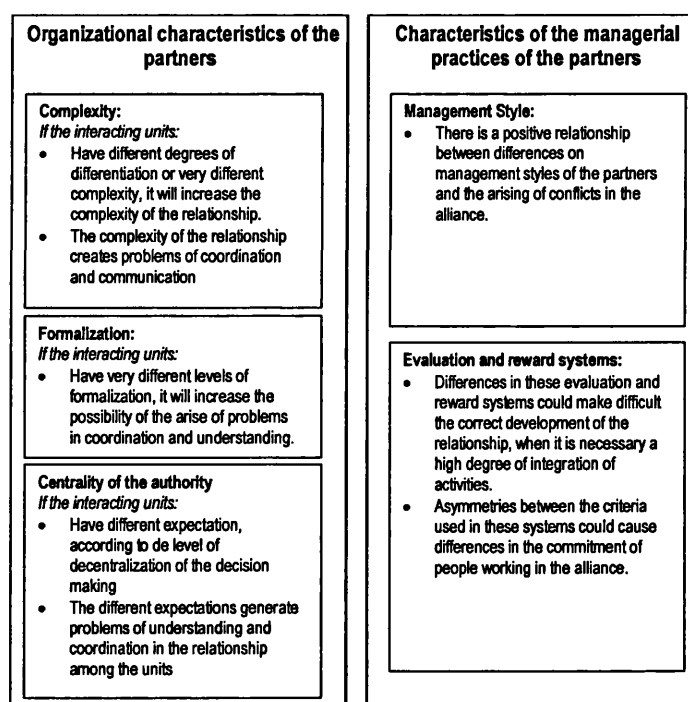 Organizational characteristics of the
partners
Complexity:
If the interacting units:
• Have different degrees of
differentiation or very different
complexity, it will increase the
complexity of the relationship.
• The complexity of the relationship
creates problems of coordination
and communication
Formalization:
If the interacting units:
• Have very different levels of
formalization, it will increase the
possibility of the arise of problems
in coordination and understanding.
Centrality of the authority
If the interacting units:
• Have different expectation,
according to de level of
decentralization of the decision
making
• The different expectations generate
problems of understanding and
coordination in the relationship
among the units
Characteristics of the managerial
practices of the partners
Management Style:
• There is a positive relationship
between differences on
management styles of the partners
and the arising of conflicts in the
alliance.
Evaluation and reward systems:
• Differences in these evaluation and
reward systems could make difficult
the correct development of the
relationship, when it is necessary a
high degree of integration of
activities.
• Asymmetries between the criteria
used in these systems could cause
differences in the commitment of
people working in the alliance.